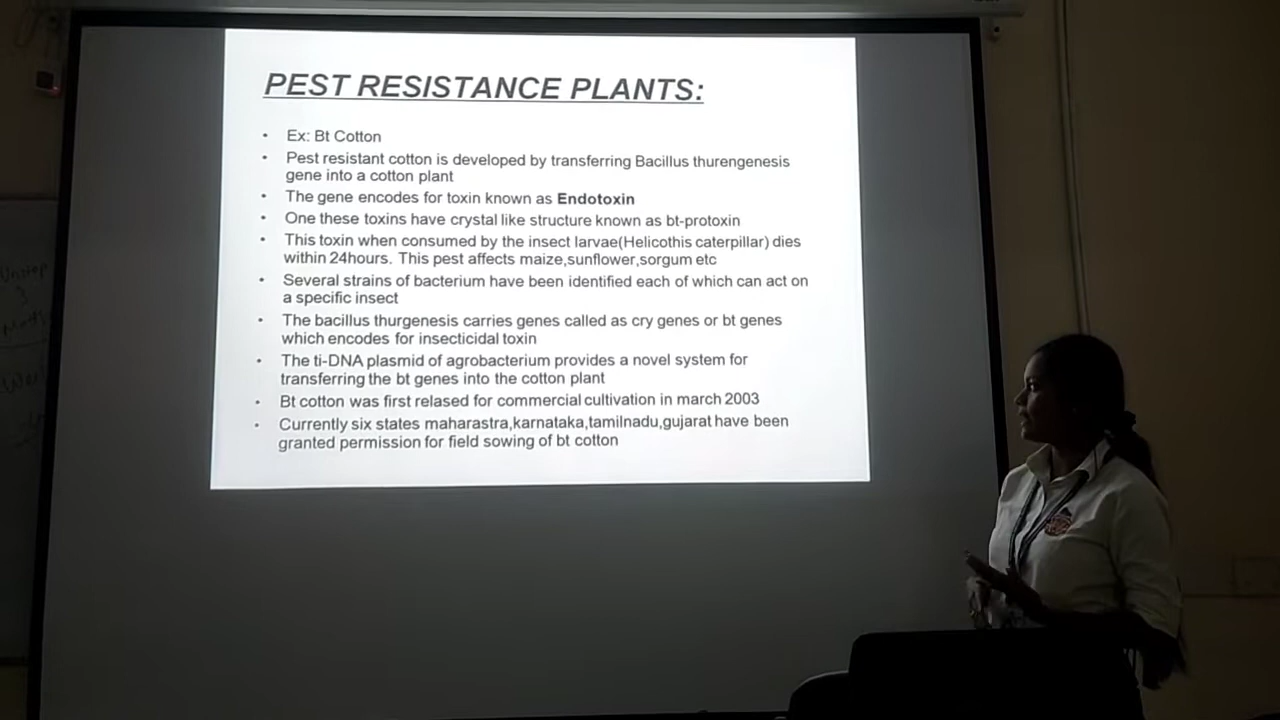 PEST RESISTANCE PLANTS:
• Ex: Bt Cotton
• Pest resistant cotton is developed by transferring Bacillus thurengenesis
gene into a cotton plant
• The gene encodes for toxin known as Endotoxin
• One these toxins have crystal like structure known as bt-protoxin
• This toxin when consumed by the insect larvae(Helicothis caterpillar) dies
within 24hours. This pest affects maize,sunflower,sorgum etc
• Several strains of bacterium have been identified each of which can act on
a specific insect
• The bacillus thurgenesis carries genes called as cry genes or bt genes
which encodes for insecticidal toxin
• The ti-DNA plasmid of agrobacterium provides a novel system for
transferring the bt genes into the cotton plant
• Bt cotton was first relased for commercial cultivation in march 2003
• Currently six states maharastra,karnataka,tamilnadu,gujarat have been
granted permission for field sowing of bt cotton